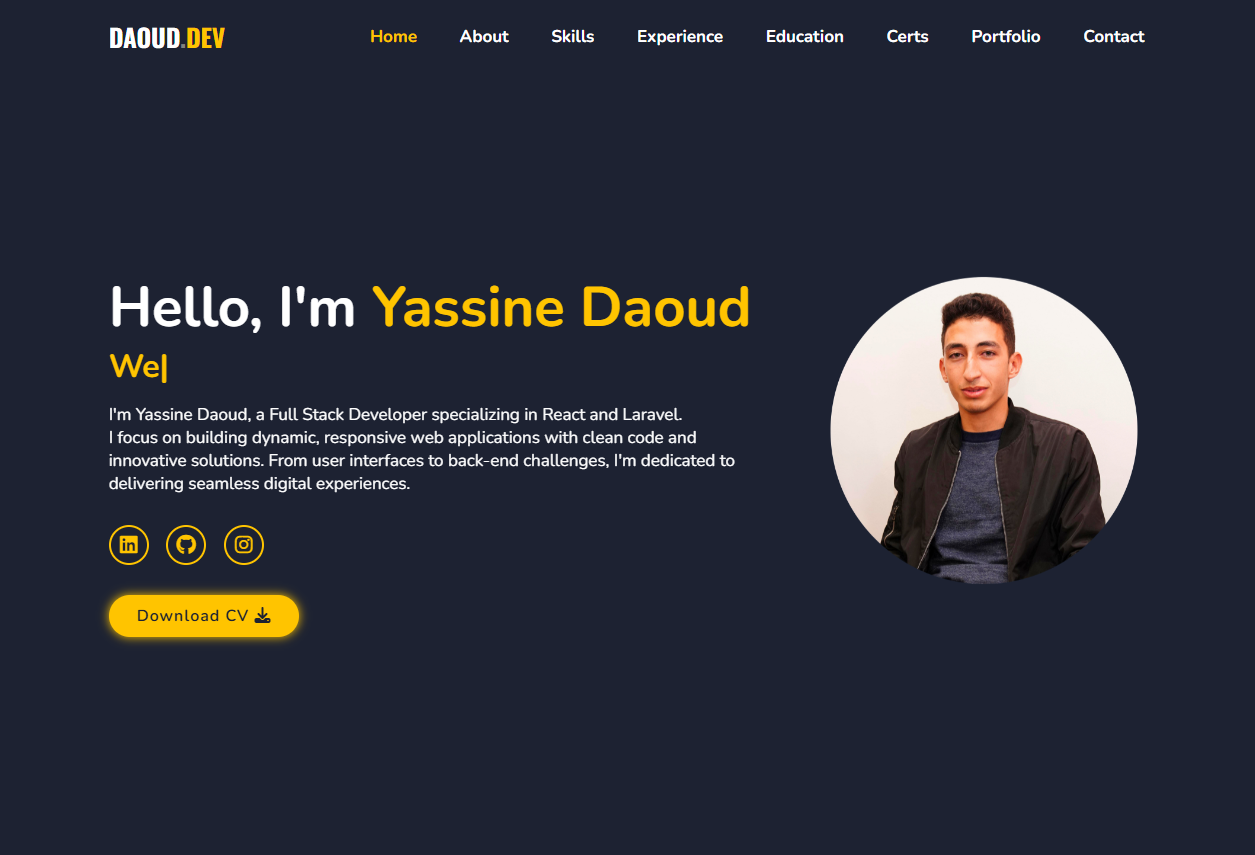 DAOUD.DEV
Home About Skills Experience Education Certs Portfolio Contact
Hello, I'm Yassine Daoud
We|
I'm Yassine Daoud, a Full Stack Developer specializing in React and Laravel.
I focus on building dynamic, responsive web applications with clean code and
innovative solutions. From user interfaces to back-end challenges, I'm dedicated to
delivering seamless digital experiences.
in
Download CV